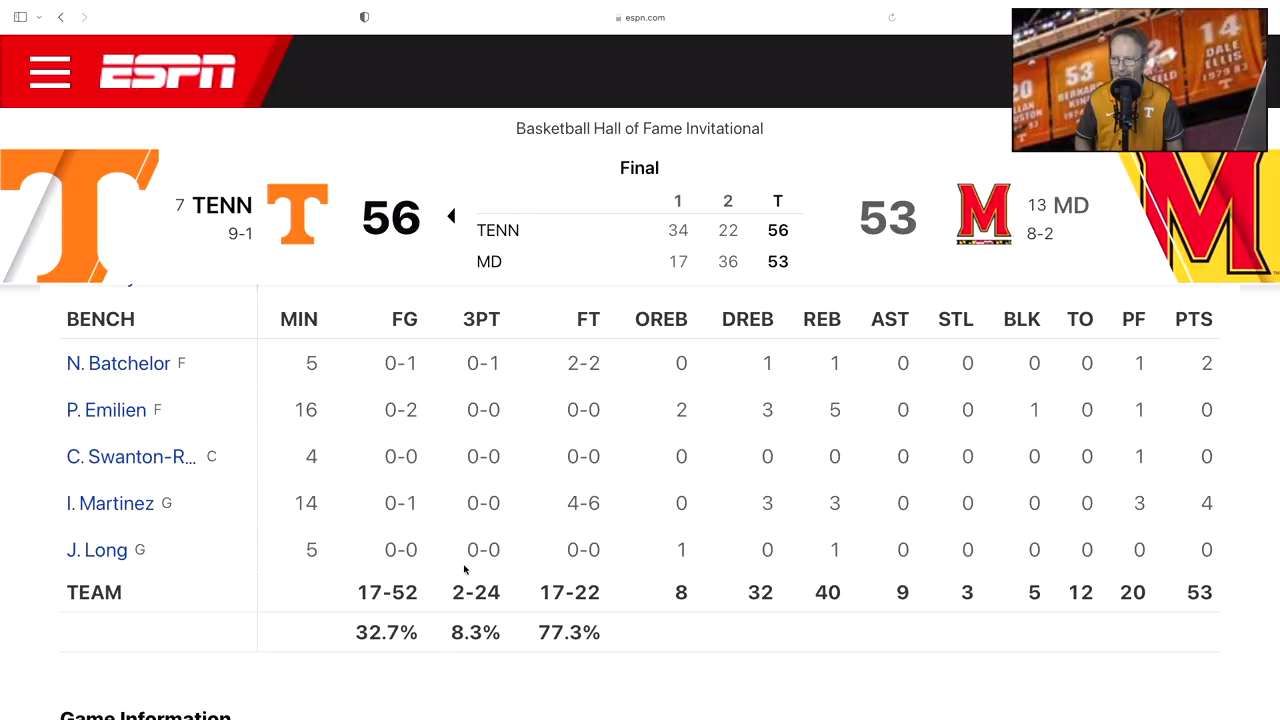 espn.com
ESPN
Basketball Hall of Fame Invitational
Final
7 TENN
9-1
T
56
1 2 T
TENN 34 22 56
MD 17 36 53
53
M
13 MD
8-2
T
M
14
DALE
ELLIS
53
20
T
BENCH MIN FG 3PT FT OREB DREB REB AST STL BLK TO PF PTS
N. Batchelor F 5 0-1 0-1 2-2 0 1 1 0 0 0 0 1 2
P. Emilien F 16 0-2 0-0 0-0 2 3 5 0 0 1 0 1 0
C. Swanton-R... C 4 0-0 0-0 0-0 0 0 0 0 0 0 0 1 0
I. Martinez G 14 0-1 0-0 4-6 0 3 3 0 0 0 0 3 4
J. Long G 5 0-0 0-0 0-0 1 0 1 0 0 0 0 0 0
TEAM 17-52 2-24 17-22 8 32 40 9 3 5 12 20 53
32.7% 8.3% 77.3%
Game Information